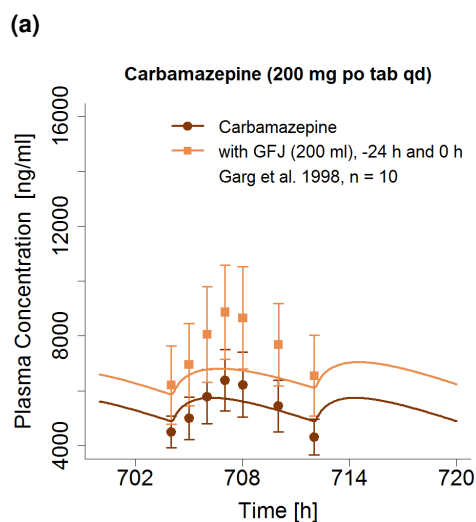 (a)
Carbamazepine (200 mg po tab qd)
Carbamazepine
with GFJ (200 ml), -24 h and 0 h
Garg et al. 1998, n = 10
Plasma Concentration [ng/ml]
16000
12000
8000
4000
702 708 714 720
Time [h]